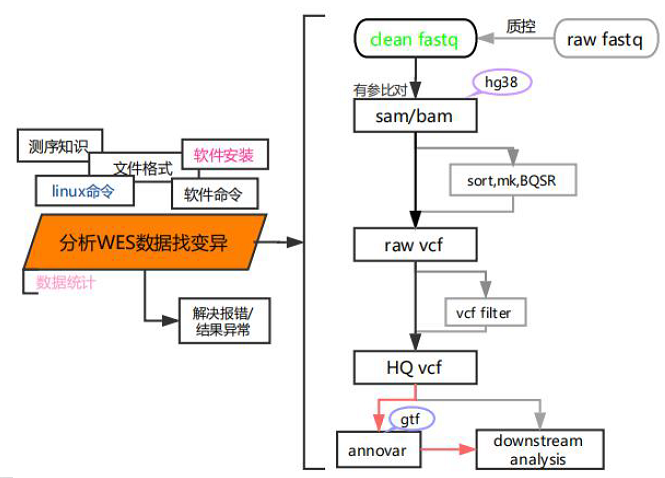 测序知识
文件格式
软件安装
linux命令
软件命令
分析WES数据找变异
数据统计
解决报错/
结果异常
clean fastq
质控
raw fastq
有参比对
hg38
sam/bam
sort,mk,BQSR
raw vcf
vcf filter
HQ vcf
gtf
annovar
downstream
analysis